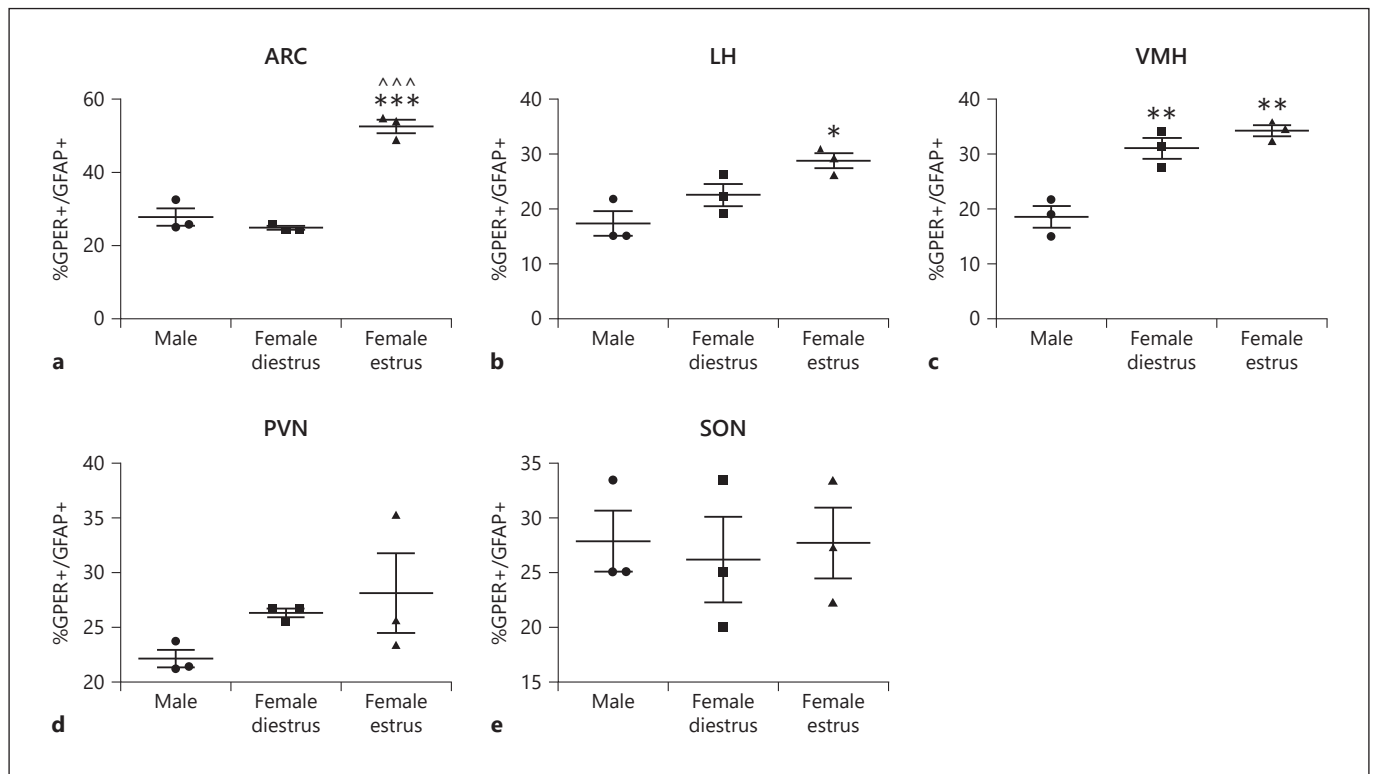 ARC
^^^
***
%GPER+/GFAP+
60
40
20
0
Male
Female
diestrus
Female
estrus
a
LH
*
%GPER+/GFAP+
40
30
20
10
0
Male
Female
diestrus
Female
estrus
b
VMH
**
**
%GPER+/GFAP+
40
30
20
10
0
Male
Female
diestrus
Female
estrus
c
PVN
%GPER+/GFAP+
40
35
30
25
20
Male
Female
diestrus
Female
estrus
d
SON
%GPER+/GFAP+
35
30
25
20
15
Male
Female
diestrus
Female
estrus
e